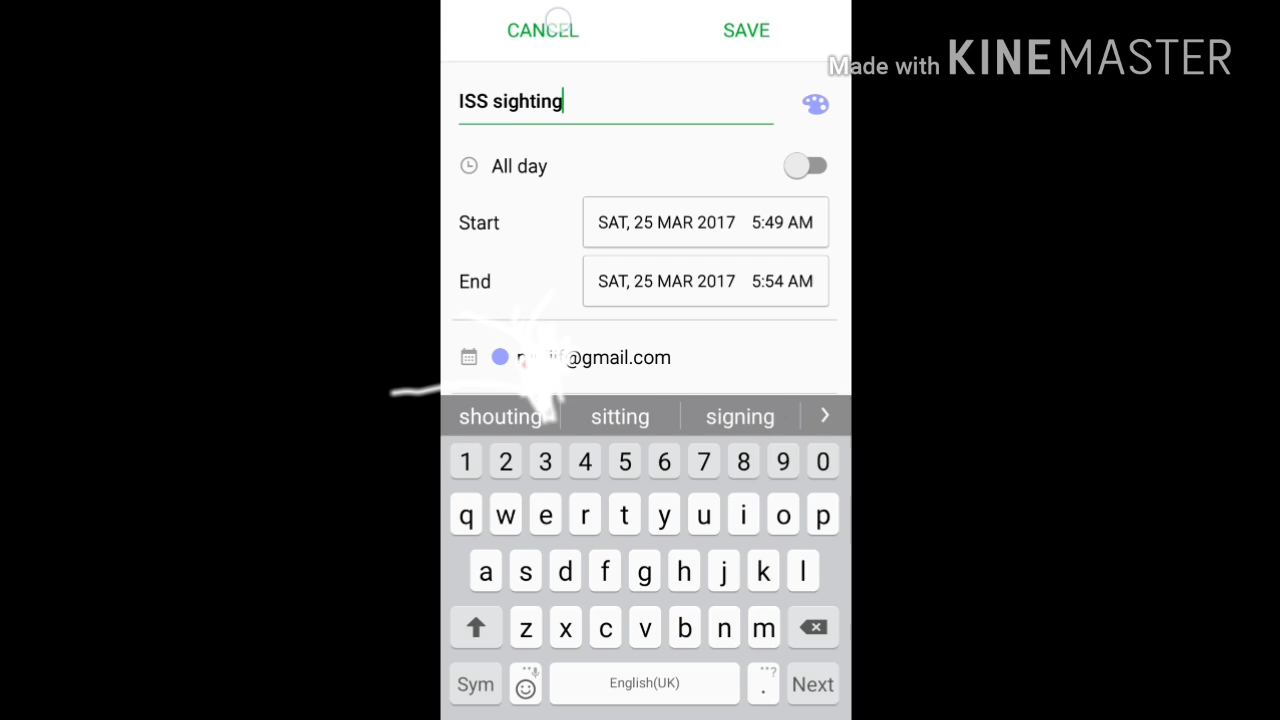 CANCEL SAVE
Made with KINEMASTER
ISS sighting
All day
Start SAT, 25 MAR 2017 5:49 AM
End SAT, 25 MAR 2017 5:54 AM
@gmail.com
shouting sitting signing >
1 2 3 4 5 6 7 8 9 0
q w e r t y u i o p
a s d f g h j k l
z x c v b n m
Sym English(UK) . Next